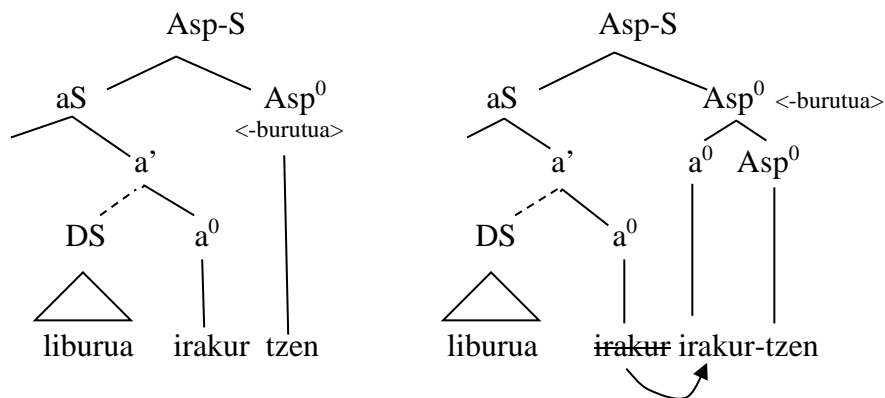 Asp-S Asp-S
aS Asp⁰ aS Asp⁰ <-burutua>
<-burutua>
a’ a’ a⁰ Asp⁰
DS a⁰ DS a⁰
liburua irakur tzen liburua irakur irakur-tzen